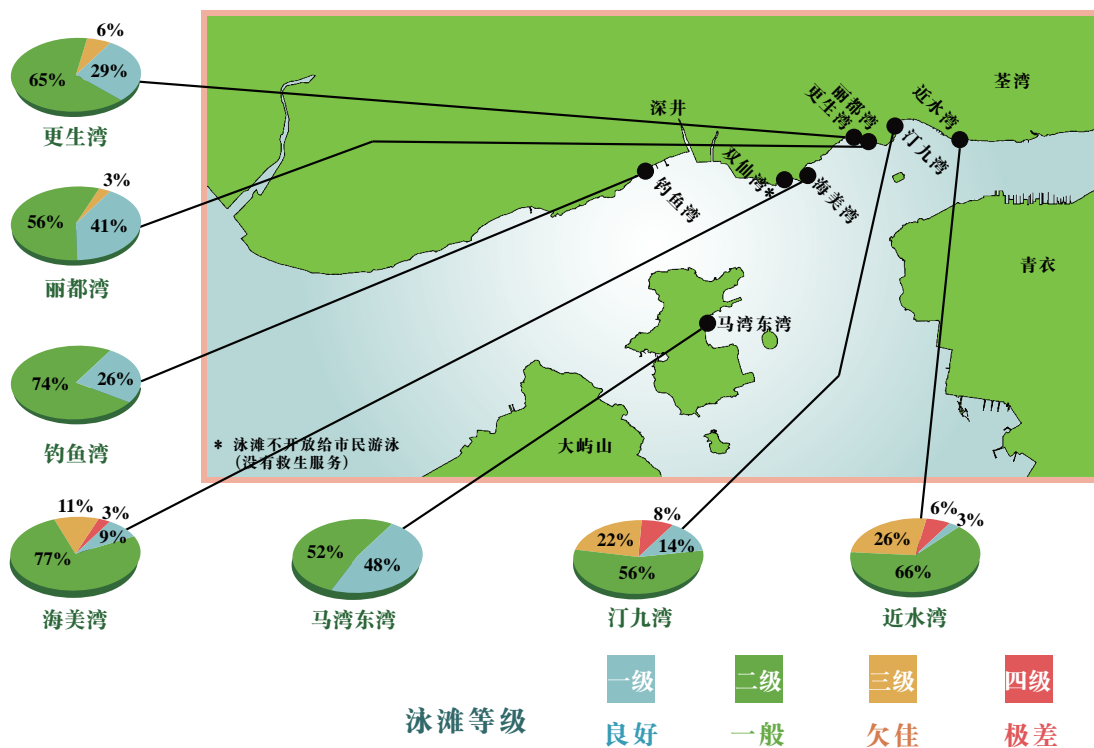 6%
29%
65%
更生湾
3%
56%
41%
丽都湾
74%
26%
钓鱼湾
11%
3%
9%
77%
海美湾
52%
48%
马湾东湾
8%
22%
14%
56%
汀九湾
6%
3%
26%
66%
近水湾
荃湾
深井
丽都湾
更生湾
近水湾
汀九湾
双仙湾*
海美湾
钓鱼湾
青衣
马湾东湾
大屿山
* 泳滩不开放给市民游泳
(没有救生服务)
泳滩等级
一级
二级
三级
四级
良好
一般
欠佳
极差